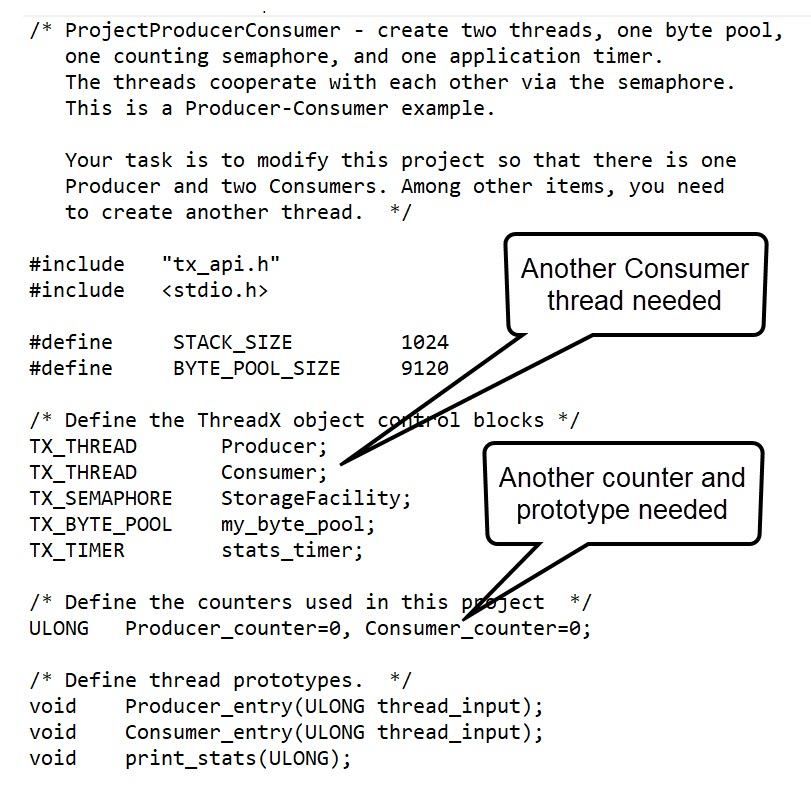 /* ProjectProducerConsumer - create two threads, one byte pool,
   one counting semaphore, and one application timer.
   The threads cooperate with each other via the semaphore.
   This is a Producer-Consumer example.

   Your task is to modify this project so that there is one
   Producer and two Consumers. Among other items, you need
   to create another thread.  */

#include   "tx_api.h"
#include   <stdio.h>

Another Consumer
thread needed

#define     STACK_SIZE         1024
#define     BYTE_POOL_SIZE     9120

/* Define the ThreadX object control blocks */
TX_THREAD       Producer;
TX_THREAD       Consumer;
TX_SEMAPHORE    StorageFacility;
TX_BYTE_POOL    my_byte_pool;
TX_TIMER        stats_timer;

Another counter and
prototype needed

/* Define the counters used in this project  */
ULONG   Producer_counter=0, Consumer_counter=0;

/* Define thread prototypes.  */
void    Producer_entry(ULONG thread_input);
void    Consumer_entry(ULONG thread_input);
void    print_stats(ULONG);